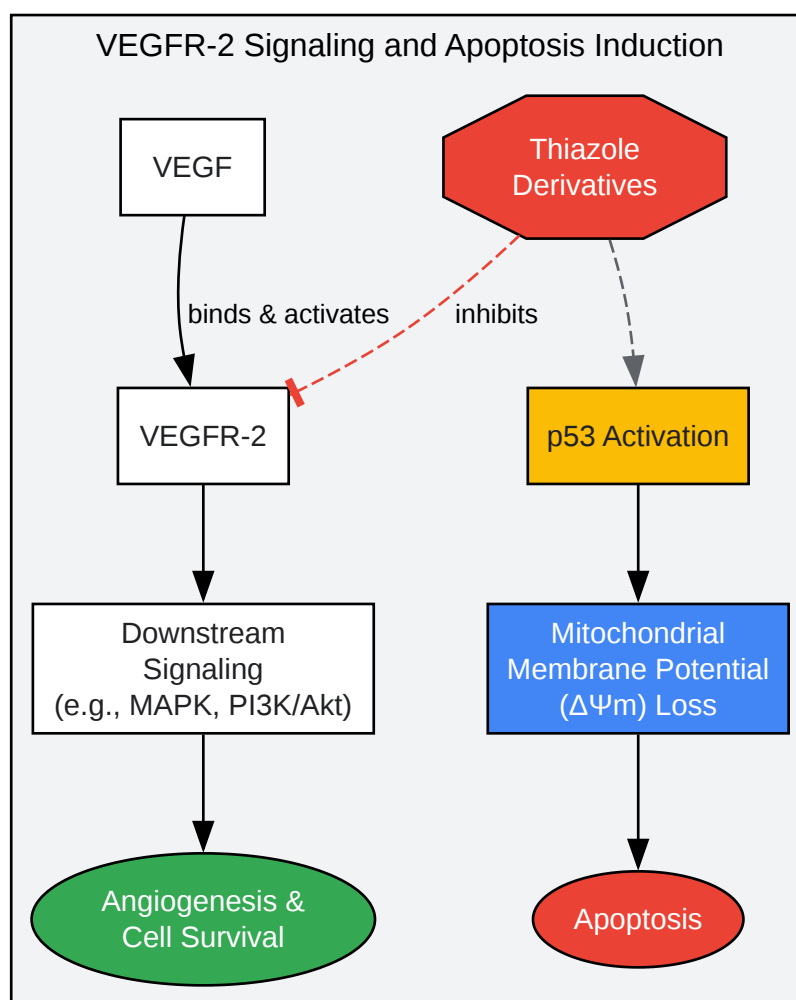 VEGFR-2 Signaling and Apoptosis Induction
VEGF
Thiazole
Derivatives
binds & activates
inhibits
VEGFR-2
p53 Activation
Downstream
Signaling
(e.g., MAPK, PI3K/Akt)
Mitochondrial
Membrane Potential
(ΔΨm) Loss
Angiogenesis &
Cell Survival
Apoptosis